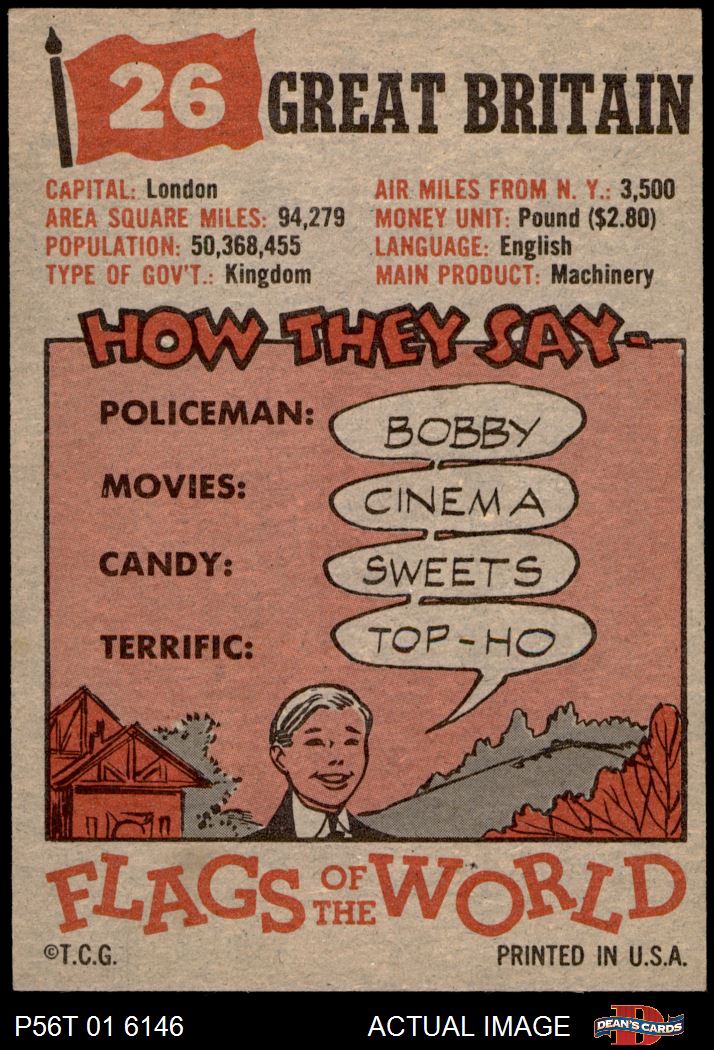 26 GREAT BRITAIN
CAPITAL: London
AREA SQUARE MILES: 94,279
POPULATION: 50,368,455
TYPE OF GOV'T.: Kingdom
AIR MILES FROM N. Y.: 3,500
MONEY UNIT: Pound ($2.80)
LANGUAGE: English
MAIN PRODUCT: Machinery
HOW THEY SAY-
POLICEMAN: BOBBY
MOVIES: CINEMA
CANDY: SWEETS
TERRIFIC: TOP-HO
FLAGS OF THE WORLD
©T.C.G. PRINTED IN U.S.A.
P56T 01 6146 ACTUAL IMAGE D DEAN'S CARDS